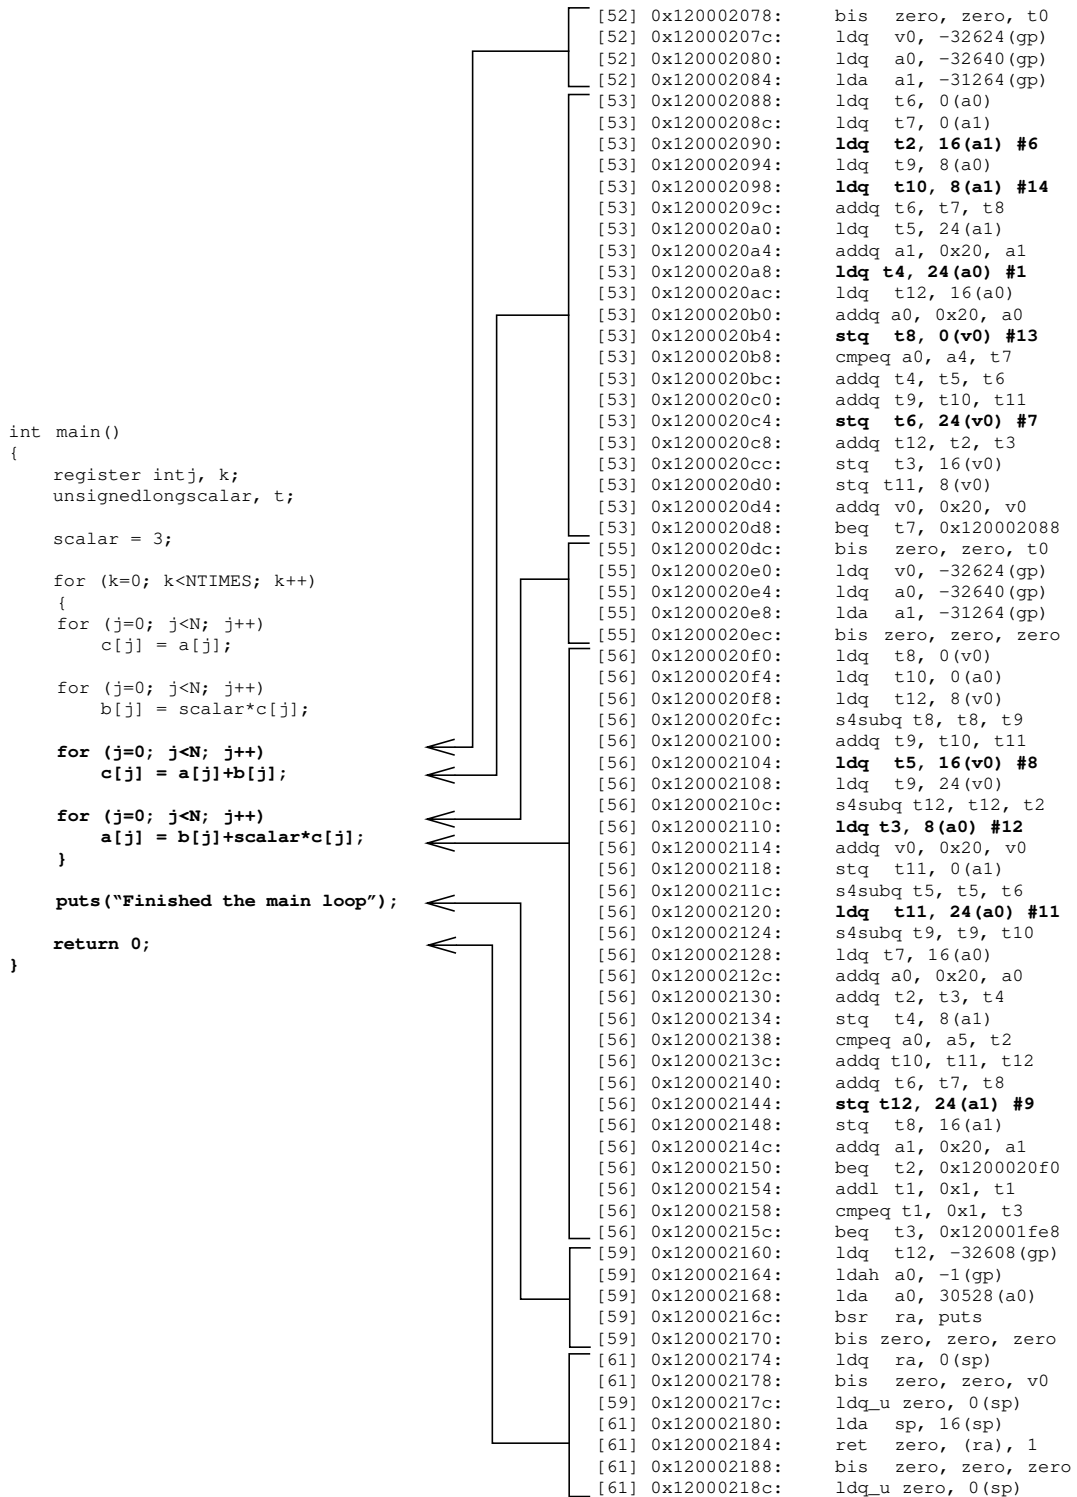 int main()
{
register intj, k;
unsignedlongscalar, t;
scalar = 3;
for (k=0; k<NTIMES; k++)
{
for (j=0; j<N; j++)
c[j] = a[j];
for (j=0; j<N; j++)
b[j] = scalar*c[j];
for (j=0; j<N; j++)
c[j] = a[j]+b[j];
for (j=0; j<N; j++)
a[j] = b[j]+scalar*c[j];
}
puts(“Finished the main loop”);
return 0;
}
[52] 0x120002078: bis zero, zero, t0
[52] 0x12000207c: ldq v0, −32624(gp)
[52] 0x120002080: ldq a0, −32640(gp)
[52] 0x120002084: lda a1, −31264(gp)
[53] 0x120002088: ldq t6, 0(a0)
[53] 0x12000208c: ldq t7, 0(a1)
[53] 0x120002090: ldq t2, 16(a1) #6
[53] 0x120002094: ldq t9, 8(a0)
[53] 0x120002098: ldq t10, 8(a1) #14
[53] 0x12000209c: addq t6, t7, t8
[53] 0x1200020a0: ldq t5, 24(a1)
[53] 0x1200020a4: addq a1, 0x20, a1
[53] 0x1200020a8: ldq t4, 24(a0) #1
[53] 0x1200020ac: ldq t12, 16(a0)
[53] 0x1200020b0: addq a0, 0x20, a0
[53] 0x1200020b4: stq t8, 0(v0) #13
[53] 0x1200020b8: cmpeq a0, a4, t7
[53] 0x1200020bc: addq t4, t5, t6
[53] 0x1200020c0: addq t9, t10, t11
[53] 0x1200020c4: stq t6, 24(v0) #7
[53] 0x1200020c8: addq t12, t2, t3
[53] 0x1200020cc: stq t3, 16(v0)
[53] 0x1200020d0: stq t11, 8(v0)
[53] 0x1200020d4: addq v0, 0x20, v0
[53] 0x1200020d8: beq t7, 0x120002088
[55] 0x1200020dc: bis zero, zero, t0
[55] 0x1200020e0: ldq v0, −32624(gp)
[55] 0x1200020e4: ldq a0, −32640(gp)
[55] 0x1200020e8: lda a1, −31264(gp)
[55] 0x1200020ec: bis zero, zero, zero
[56] 0x1200020f0: ldq t8, 0(v0)
[56] 0x1200020f4: ldq t10, 0(a0)
[56] 0x1200020f8: ldq t12, 8(v0)
[56] 0x1200020fc: s4subq t8, t8, t9
[56] 0x120002100: addq t9, t10, t11
[56] 0x120002104: ldq t5, 16(v0) #8
[56] 0x120002108: ldq t9, 24(v0)
[56] 0x12000210c: s4subq t12, t12, t2
[56] 0x120002110: ldq t3, 8(a0) #12
[56] 0x120002114: addq v0, 0x20, v0
[56] 0x120002118: stq t11, 0(a1)
[56] 0x12000211c: s4subq t5, t5, t6
[56] 0x120002120: ldq t11, 24(a0) #11
[56] 0x120002124: s4subq t9, t9, t10
[56] 0x120002128: ldq t7, 16(a0)
[56] 0x12000212c: addq a0, 0x20, a0
[56] 0x120002130: addq t2, t3, t4
[56] 0x120002134: stq t4, 8(a1)
[56] 0x120002138: cmpeq a0, a5, t2
[56] 0x12000213c: addq t10, t11, t12
[56] 0x120002140: addq t6, t7, t8
[56] 0x120002144: stq t12, 24(a1) #9
[56] 0x120002148: stq t8, 16(a1)
[56] 0x12000214c: addq a1, 0x20, a1
[56] 0x120002150: beq t2, 0x1200020f0
[56] 0x120002154: addl t1, 0x1, t1
[56] 0x120002158: cmpeq t1, 0x1, t3
[56] 0x12000215c: beq t3, 0x120001fe8
[59] 0x120002160: ldq t12, −32608(gp)
[59] 0x120002164: ldah a0, −1(gp)
[59] 0x120002168: lda a0, 30528(a0)
[59] 0x12000216c: bsr ra, puts
[59] 0x120002170: bis zero, zero, zero
[61] 0x120002174: ldq ra, 0(sp)
[61] 0x120002178: bis zero, zero, v0
[59] 0x12000217c: ldq_u zero, 0(sp)
[61] 0x120002180: lda sp, 16(sp)
[61] 0x120002184: ret zero, (ra), 1
[61] 0x120002188: bis zero, zero, zero
[61] 0x12000218c: ldq_u zero, 0(sp)